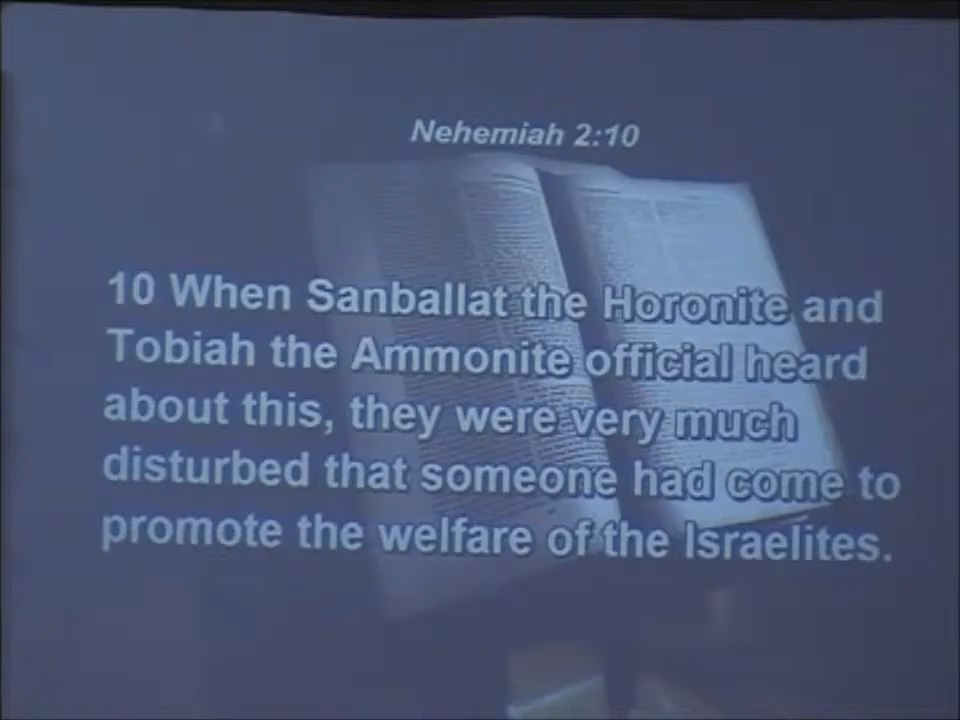 Nehemiah 2:10
10 When Sanballat the Horonite and
Tobiah the Ammonite official heard
about this, they were very much
disturbed that someone had come to
promote the welfare of the Israelites.